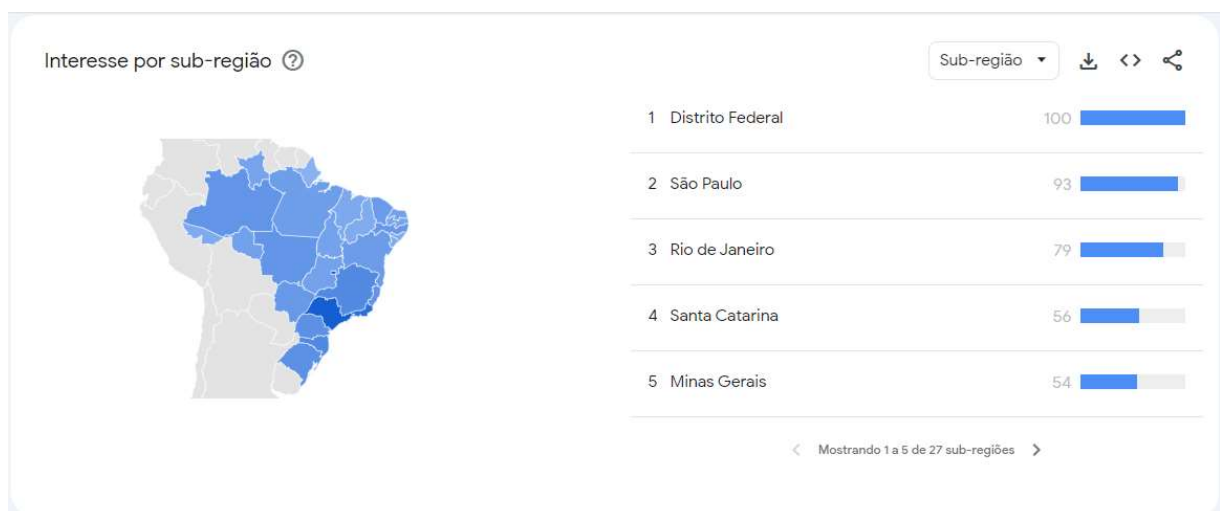 Interesse por sub-região
Sub-região
1 Distrito Federal 100
2 São Paulo 93
3 Rio de Janeiro 79
4 Santa Catarina 56
5 Minas Gerais 54
Mostrando 1 a 5 de 27 sub-regiões